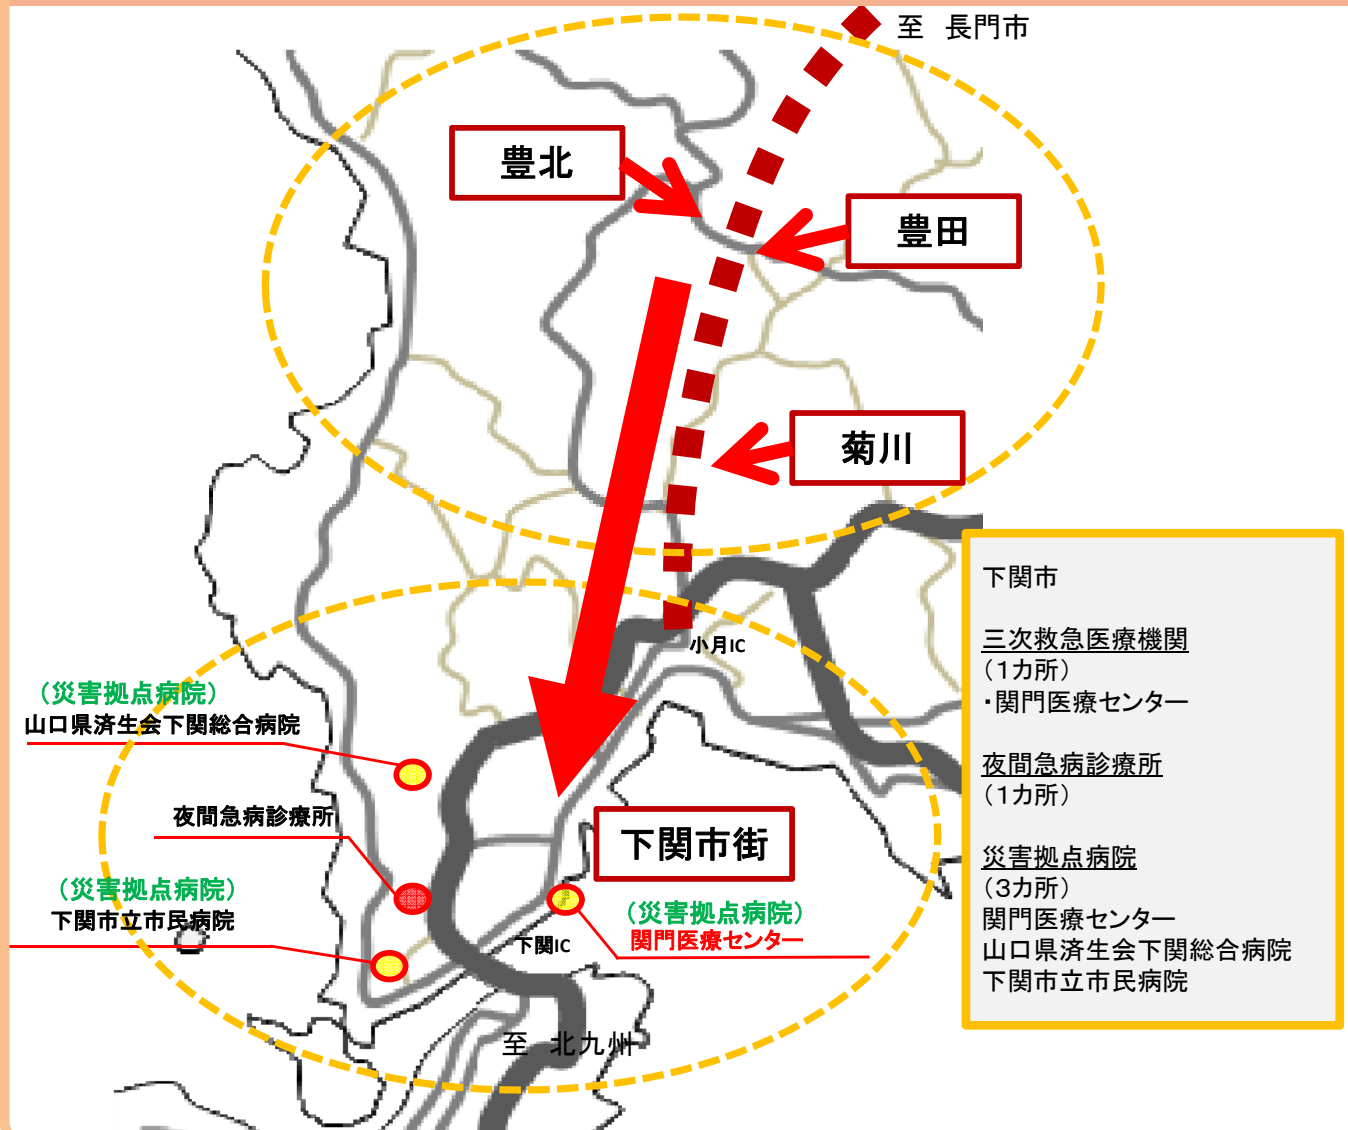 至　長門市
豊北
豊田
菊川
小月IC
（災害拠点病院）
山口県済生会下関総合病院
夜間急病診療所
下関市街
（災害拠点病院）
下関市立市民病院
（災害拠点病院）
関門医療センター
下関IC
至　北九州
下関市
三次救急医療機関
（1カ所）
・関門医療センター
夜間急病診療所
（1カ所）
災害拠点病院
（3カ所）
関門医療センター
山口県済生会下関総合病院
下関市立市民病院